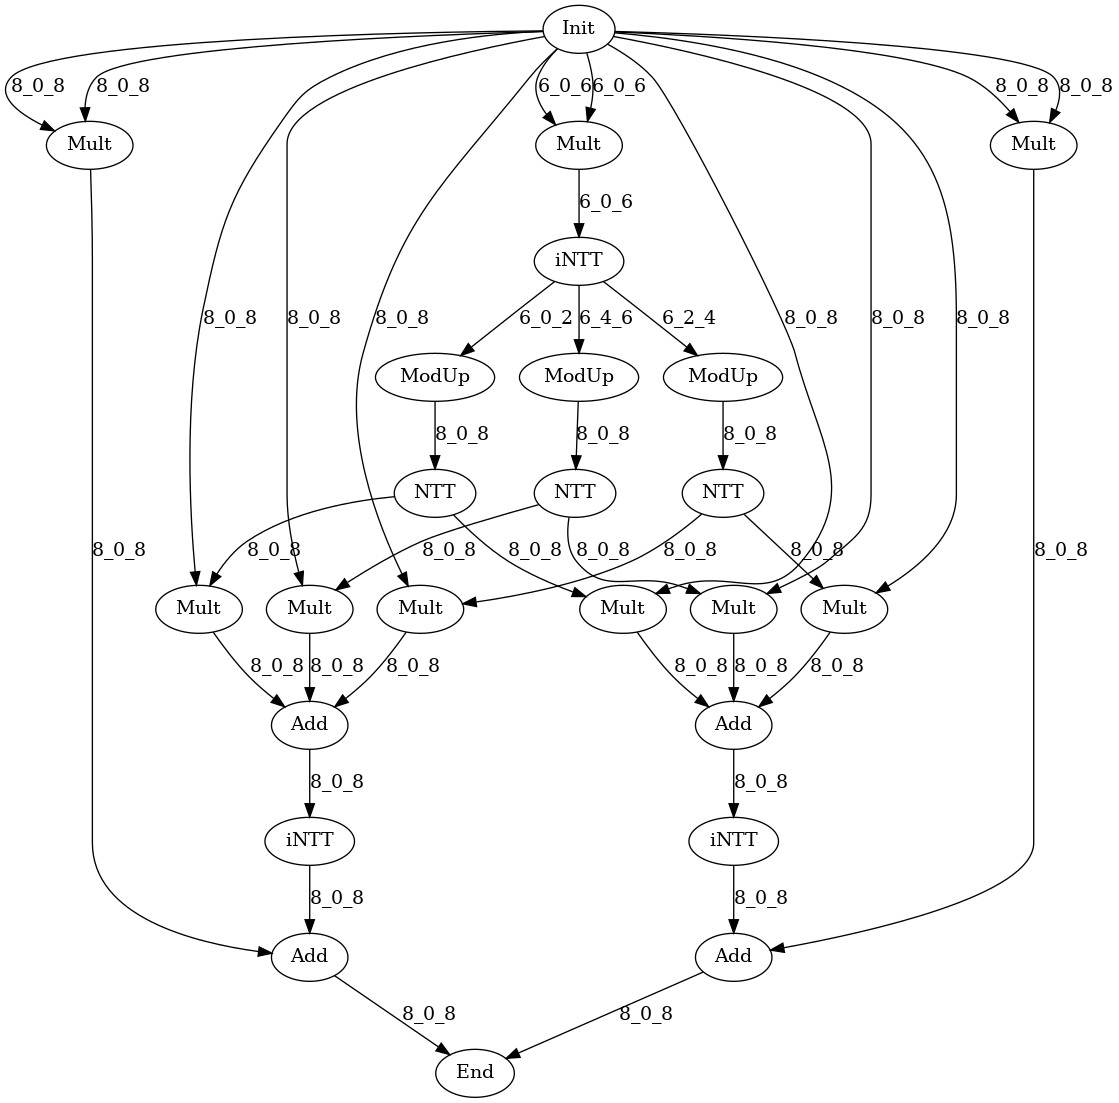 Init
8_0_8 8_0_8 6_0_6 6_0_6 8_0_8 8_0_8
Mult Mult Mult
6_0_6
iNTT
8_0_8 8_0_8 8_0_8 6_0_2 6_4_6 6_2_4 8_0_8 8_0_8 8_0_8
ModUp ModUp ModUp
8_0_8 8_0_8 8_0_8
NTT NTT NTT
8_0_8 8_0_8 8_0_8 8_0_8 8_0_8 8_0_8 8_0_8 8_0_8
Mult Mult Mult Mult Mult Mult
8_0_8 8_0_8 8_0_8 8_0_8 8_0_8 8_0_8
Add Add
8_0_8 8_0_8
iNTT iNTT
8_0_8 8_0_8
Add Add
8_0_8 8_0_8
End